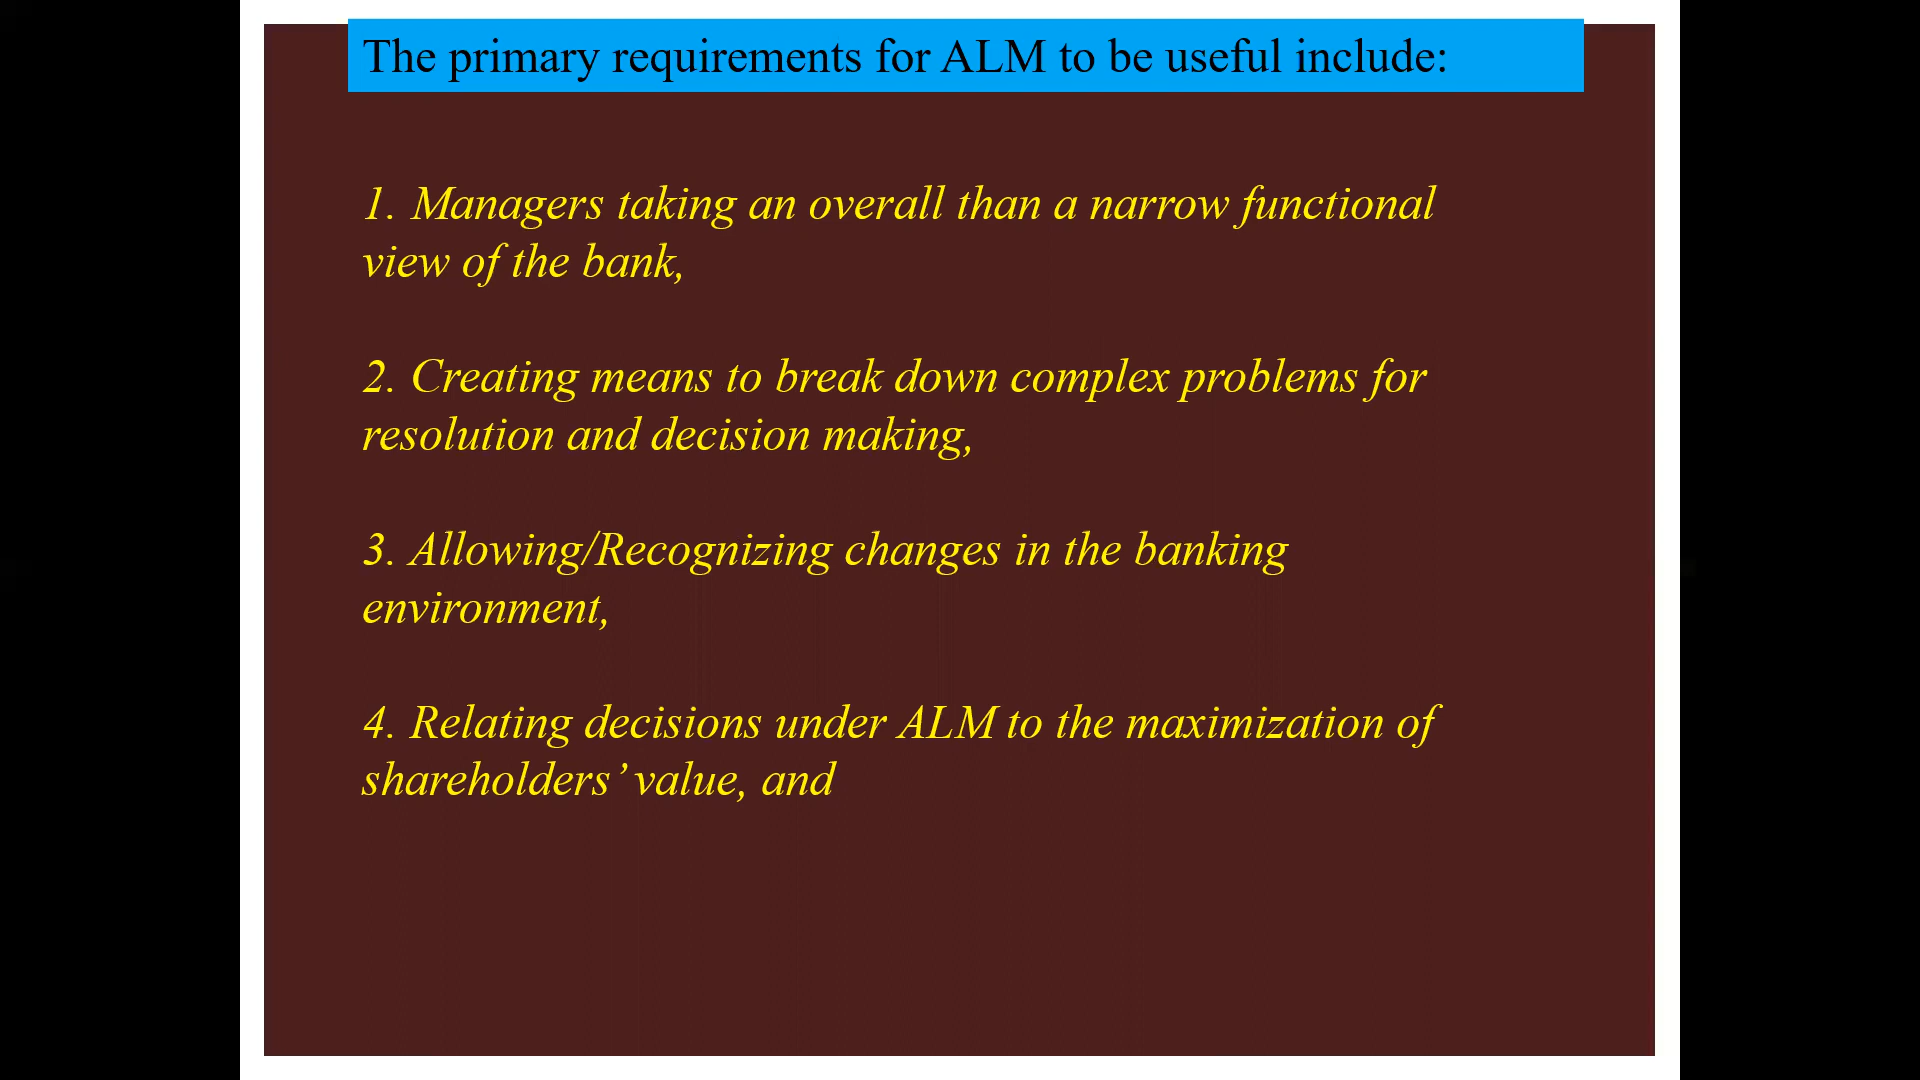 The primary requirements for ALM to be useful include:
1. Managers taking an overall than a narrow functional
view of the bank,
2. Creating means to break down complex problems for
resolution and decision making,
3. Allowing/Recognizing changes in the banking
environment,
4. Relating decisions under ALM to the maximization of
shareholders’ value, and